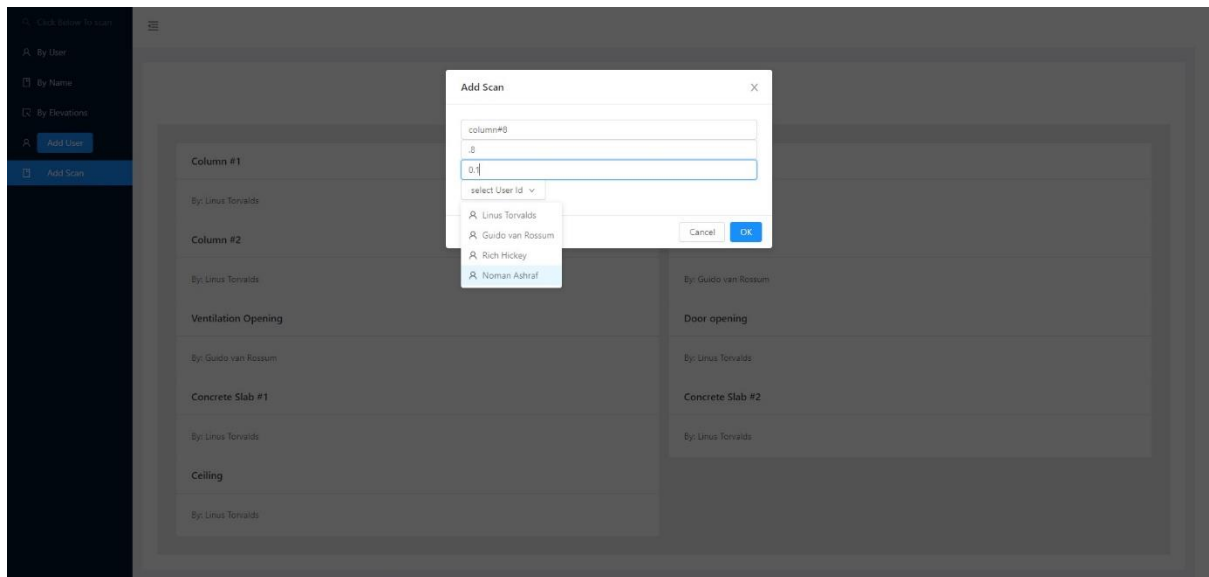 Click Below To scan
By User
By Name
By Elevations
Add User
Add Scan
Add Scan
column#8
.8
0.1
select User Id
Linus Torvalds
Guido van Rossum
Rich Hickey
Noman Ashraf
Cancel
OK
Column #1
By: Linus Torvalds
Column #2
By: Linus Torvalds
By: Guido van Rossum
Ventilation Opening
Door opening
By: Guido van Rossum
By: Linus Torvalds
Concrete Slab #1
Concrete Slab #2
By: Linus Torvalds
By: Linus Torvalds
Ceiling
By: Linus Torvalds